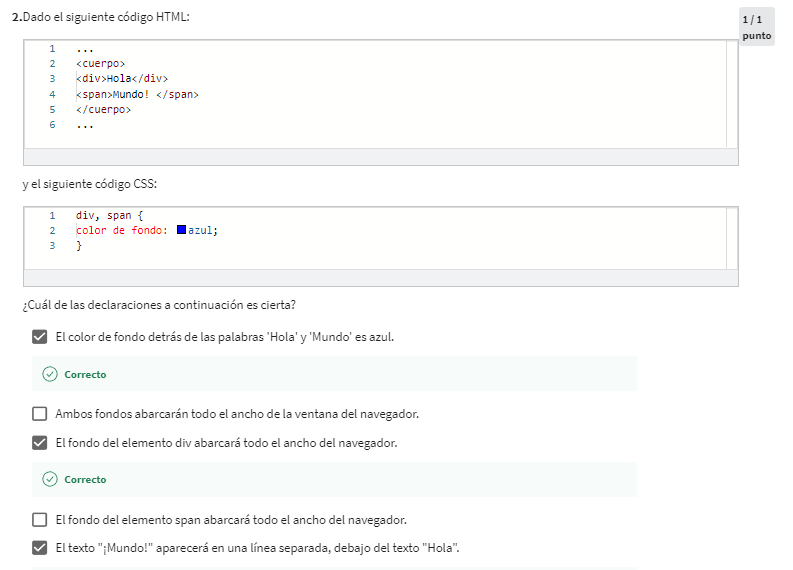 2.Dado el siguiente código HTML:
1 / 1
punto
1 ...
2 <cuerpo>
3 <div>Hola</div>
4 <span>Mundo! </span>
5 </cuerpo>
6 ...
y el siguiente código CSS:
1 div, span {
2 color de fondo: azul;
3 }
¿Cuál de las declaraciones a continuación es cierta?
El color de fondo detrás de las palabras 'Hola' y 'Mundo' es azul.
Correcto
Ambos fondos abarcarán todo el ancho de la ventana del navegador.
El fondo del elemento div abarcará todo el ancho del navegador.
Correcto
El fondo del elemento span abarcará todo el ancho del navegador.
El texto "¡Mundo!" aparecerá en una línea separada, debajo del texto "Hola".